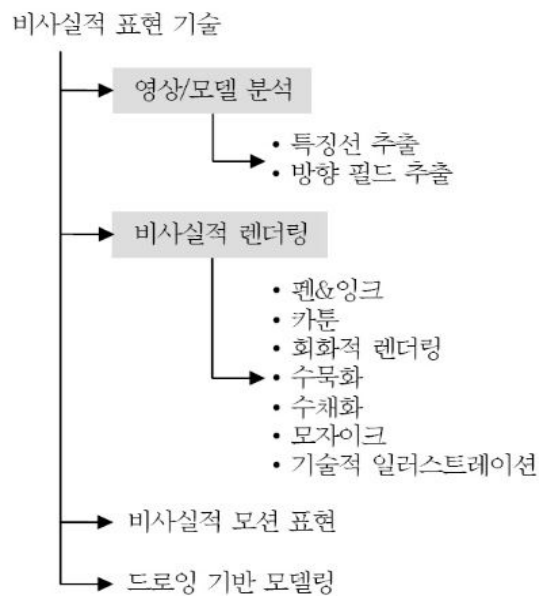 비사실적 표현 기술
영상/모델 분석
• 특징선 추출
• 방향 필드 추출
비사실적 렌더링
• 펜&잉크
• 카툰
• 회화적 렌더링
• 수묵화
• 수채화
• 모자이크
• 기술적 일러스트레이션
비사실적 모션 표현
드로잉 기반 모델링